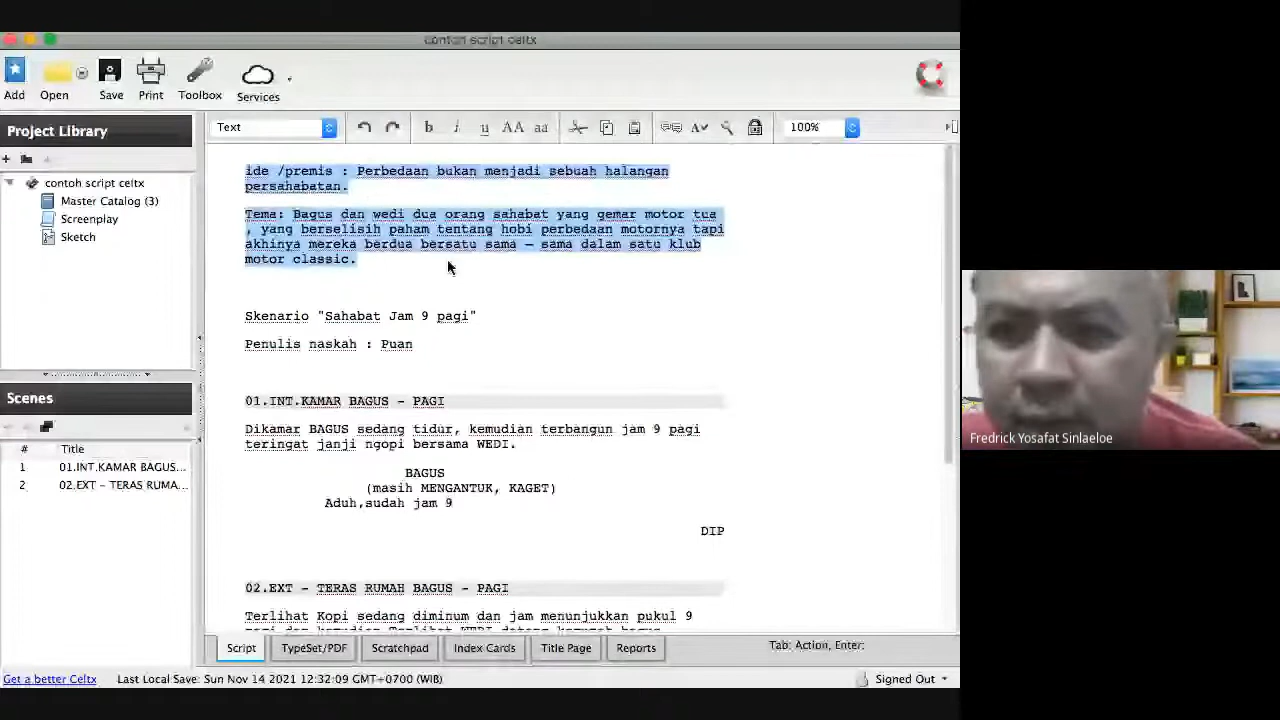 contoh script celtx
Add
Open
Save
Print
Toolbox
Services
Project Library
Text
b
i
u
AA
aa
A
100%
contoh script celtx
Master Catalog (3)
Screenplay
Sketch
ide /premis : Perbedaan bukan menjadi sebuah halangan
persahabatan.
Tema: Bagus dan wedi dua orang sahabat yang gemar motor tua
, yang berselisih paham tentang hobi perbedaan motornya tapi
akhinya mereka berdua bersatu sama – sama dalam satu klub
motor classic.
Skenario "Sahabat Jam 9 pagi"
Penulis naskah : Puan
Scenes
# Title
1 01.INT.KAMAR BAGUS...
2 02.EXT – TERAS RUMA...
01.INT.KAMAR BAGUS – PAGI
Dikamar BAGUS sedang tidur, kemudian terbangun jam 9 pagi
teringat janji ngopi bersama WEDI.
BAGUS
(masih MENGANTUK, KAGET)
Aduh,sudah jam 9
DIP
02.EXT – TERAS RUMAH BAGUS – PAGI
Terlihat Kopi sedang diminum dan jam menunjukkan pukul 9
Script
TypeSet/PDF
Scratchpad
Index Cards
Title Page
Reports
Tab: Action, Enter:
Get a better Celtx
Last Local Save: Sun Nov 14 2021 12:32:09 GMT+0700 (WIB)
Signed Out
Fredrick Yosafat Sinlaeloe